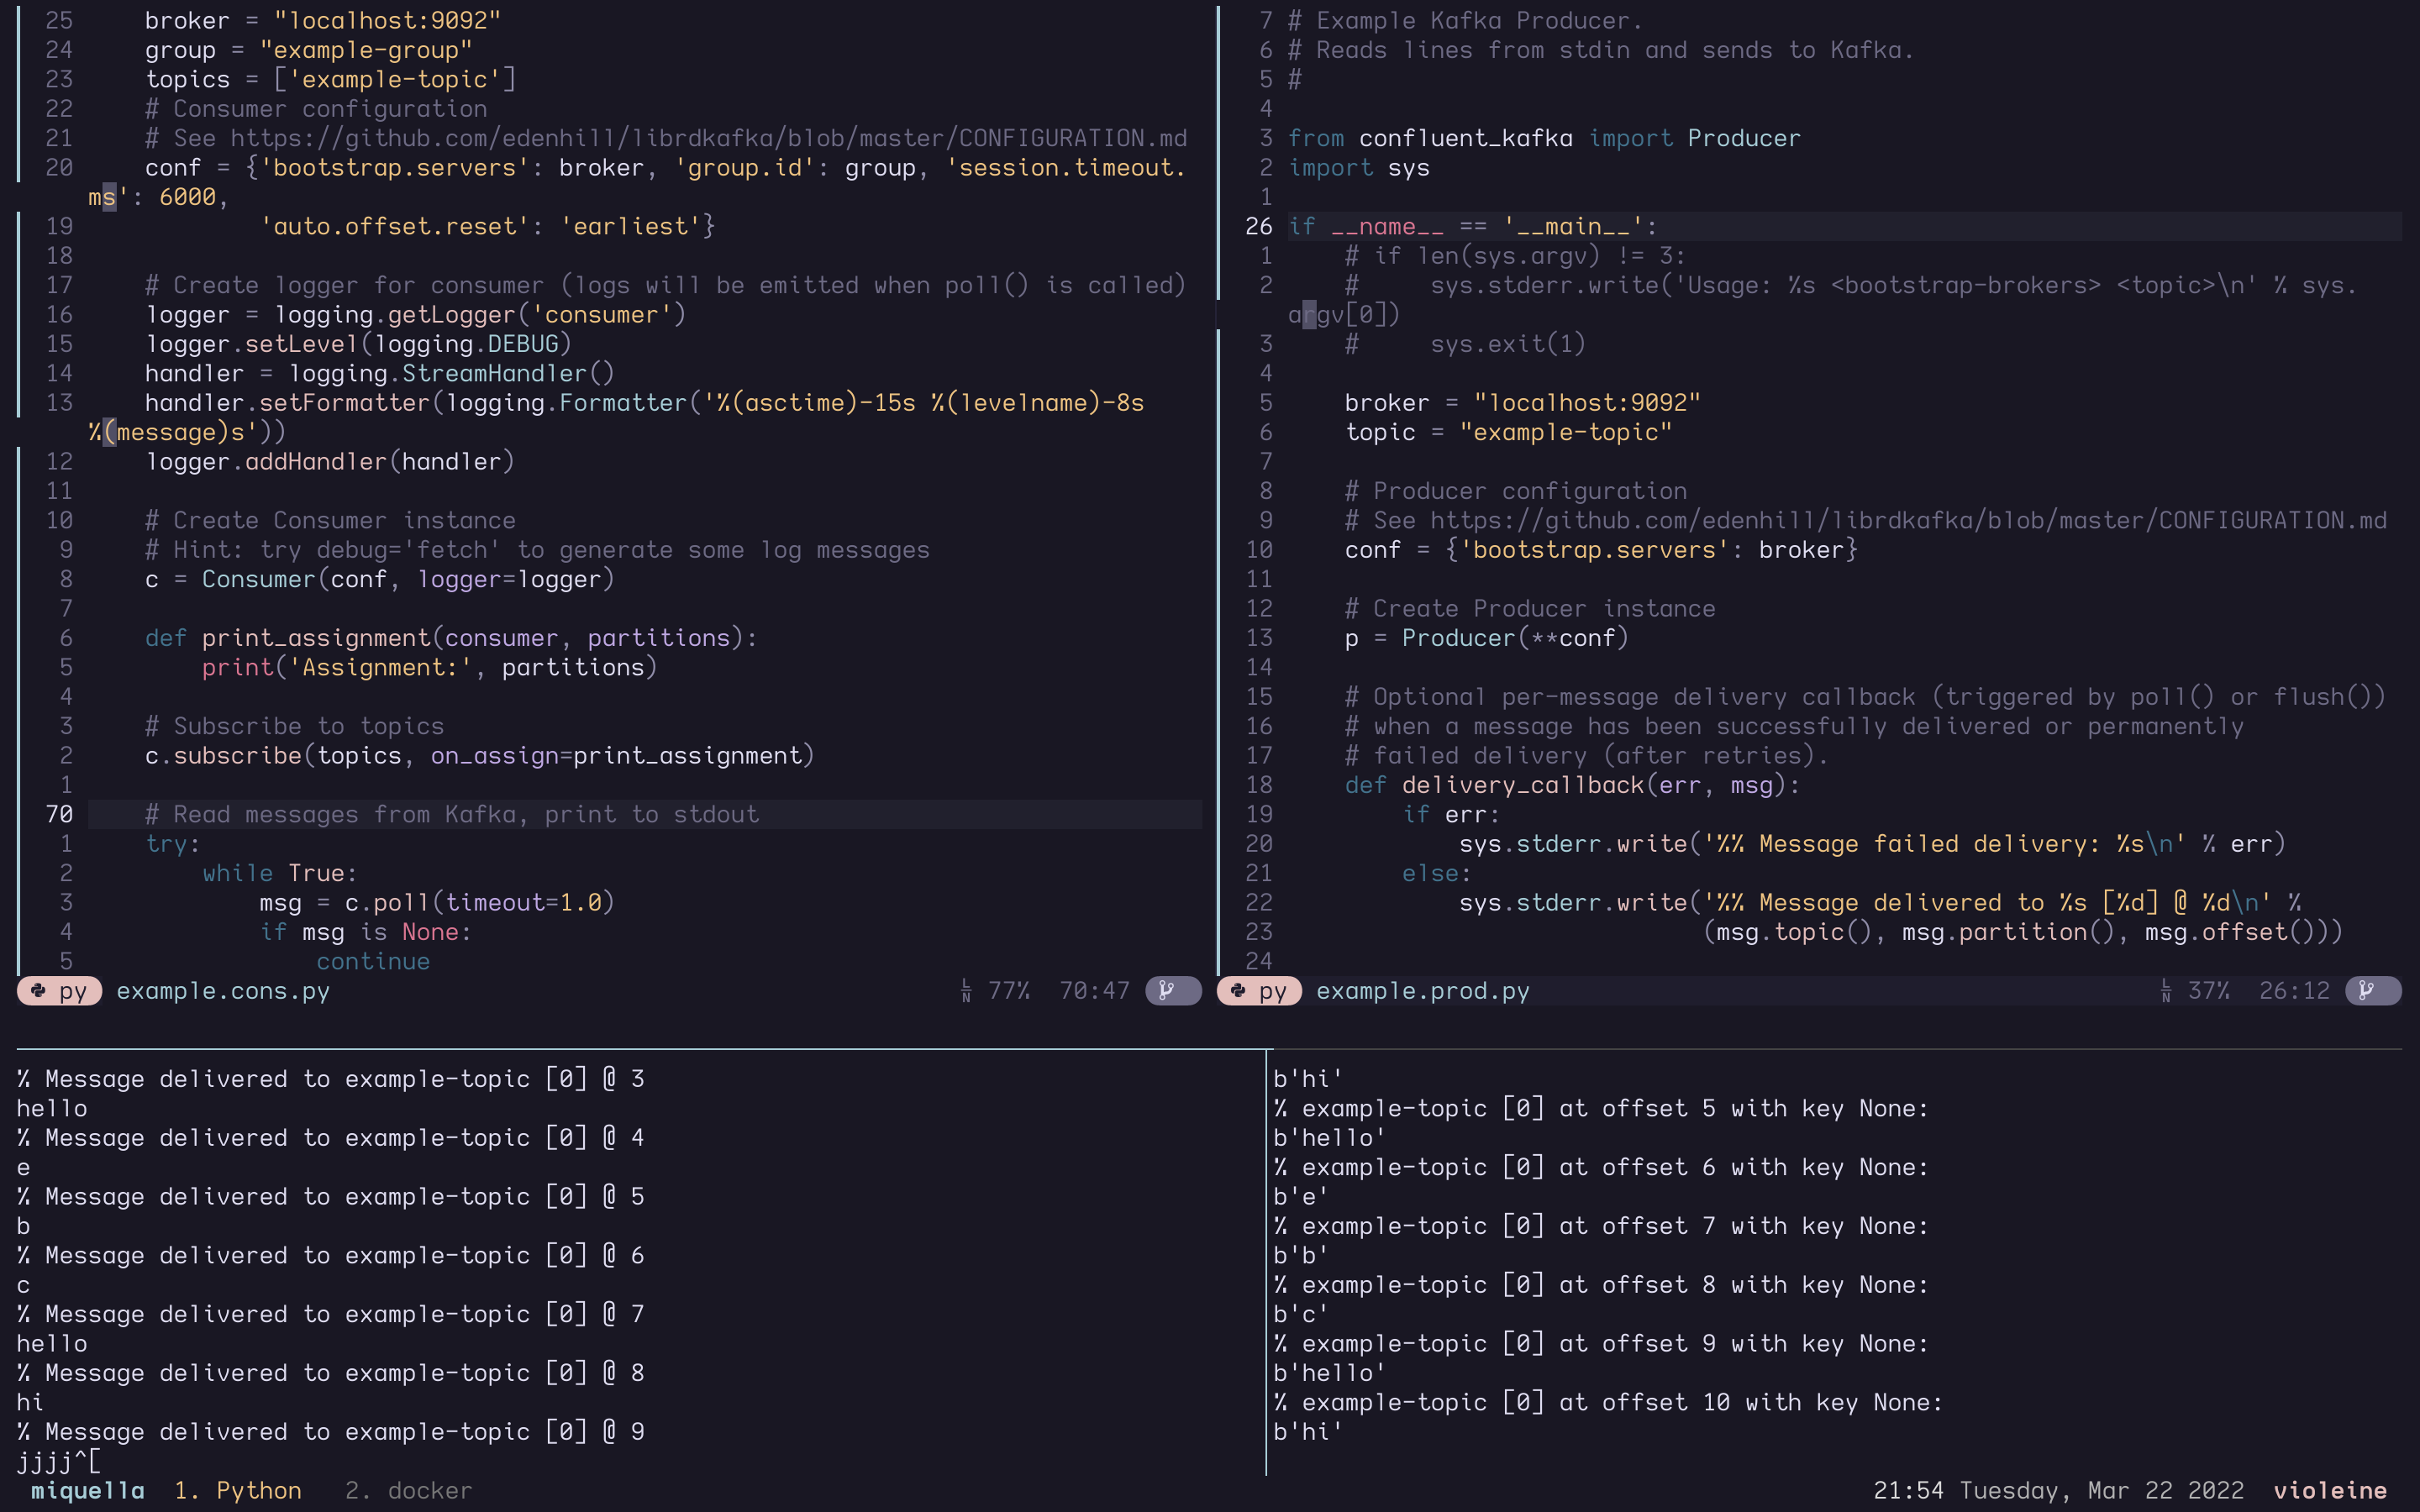 25     broker = "localhost:9092"
24     group = "example-group"
23     topics = ['example-topic']
22     # Consumer configuration
21     # See https://github.com/edenhill/librdkafka/blob/master/CONFIGURATION.md
20     conf = {'bootstrap.servers': broker, 'group.id': group, 'session.timeout.
ms': 6000,
19             'auto.offset.reset': 'earliest'}
18
17     # Create logger for consumer (logs will be emitted when poll() is called)
16     logger = logging.getLogger('consumer')
15     logger.setLevel(logging.DEBUG)
14     handler = logging.StreamHandler()
13     handler.setFormatter(logging.Formatter('%(asctime)-15s %(levelname)-8s
%(message)s'))
12     logger.addHandler(handler)
11
10     # Create Consumer instance
9     # Hint: try debug='fetch' to generate some log messages
8     c = Consumer(conf, logger=logger)
7
6     def print_assignment(consumer, partitions):
5         print('Assignment:', partitions)
4
3     # Subscribe to topics
2     c.subscribe(topics, on_assign=print_assignment)
1
70     # Read messages from Kafka, print to stdout
1     try:
2         while True:
3             msg = c.poll(timeout=1.0)
4             if msg is None:
5                 continue
py example.cons.py LN 77% 70:47
7 # Example Kafka Producer.
6 # Reads lines from stdin and sends to Kafka.
5 #
4
3 from confluent_kafka import Producer
2 import sys
1
26 if __name__ == '__main__':
1     # if len(sys.argv) != 3:
2     #     sys.stderr.write('Usage: %s <bootstrap-brokers> <topic>\n' % sys.
argv[0])
3     #     sys.exit(1)
4
5     broker = "localhost:9092"
6     topic = "example-topic"
7
8     # Producer configuration
9     # See https://github.com/edenhill/librdkafka/blob/master/CONFIGURATION.md
10     conf = {'bootstrap.servers': broker}
11
12     # Create Producer instance
13     p = Producer(**conf)
14
15     # Optional per-message delivery callback (triggered by poll() or flush())
16     # when a message has been successfully delivered or permanently
17     # failed delivery (after retries).
18     def delivery_callback(err, msg):
19         if err:
20             sys.stderr.write('%% Message failed delivery: %s\n' % err)
21         else:
22             sys.stderr.write('%% Message delivered to %s [%d] @ %d\n' %
23                              (msg.topic(), msg.partition(), msg.offset()))
24
py example.prod.py LN 37% 26:12
% Message delivered to example-topic [0] @ 3
hello
% Message delivered to example-topic [0] @ 4
e
% Message delivered to example-topic [0] @ 5
b
% Message delivered to example-topic [0] @ 6
c
% Message delivered to example-topic [0] @ 7
hello
% Message delivered to example-topic [0] @ 8
hi
% Message delivered to example-topic [0] @ 9
jjjj^[
b'hi'
% example-topic [0] at offset 5 with key None:
b'hello'
% example-topic [0] at offset 6 with key None:
b'e'
% example-topic [0] at offset 7 with key None:
b'b'
% example-topic [0] at offset 8 with key None:
b'c'
% example-topic [0] at offset 9 with key None:
b'hello'
% example-topic [0] at offset 10 with key None:
b'hi'
miquella 1. Python 2. docker 21:54 Tuesday, Mar 22 2022 violeine